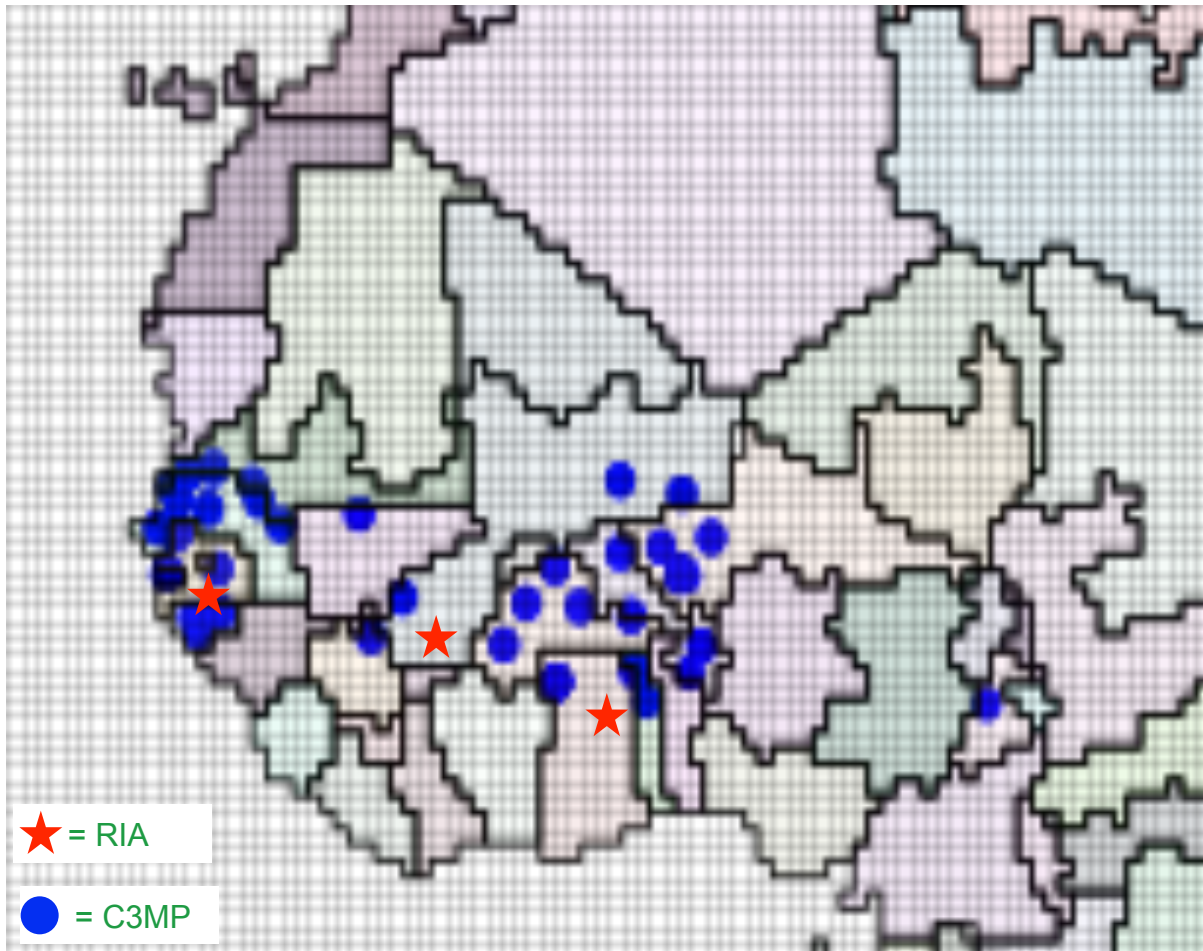 = RIA
= C3MP